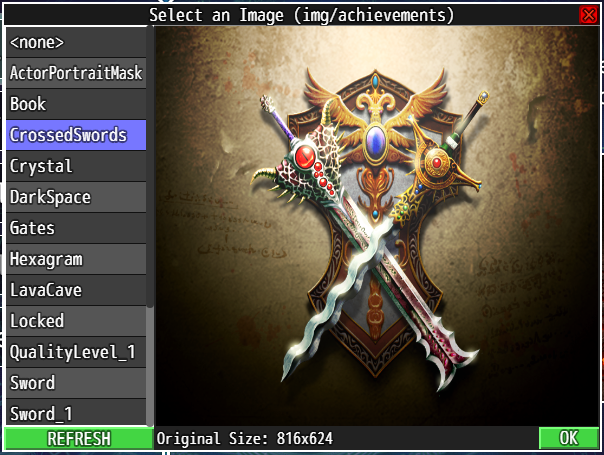 Select an Image (img/achievements)
<none>
ActorPortraitMask
Book
CrossedSwords
Crystal
DarkSpace
Gates
Hexagram
LavaCave
Locked
QualityLevel_1
Sword
Sword_1
REFRESH
Original Size: 816x624
OK